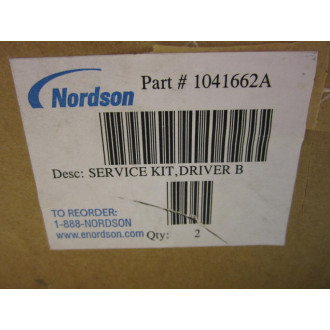 Nordson
Part # 1041662A
Desc: SERVICE KIT,DRIVER B
TO REORDER:
1-888-NORDSON
www.enordson.com
Qty: 2